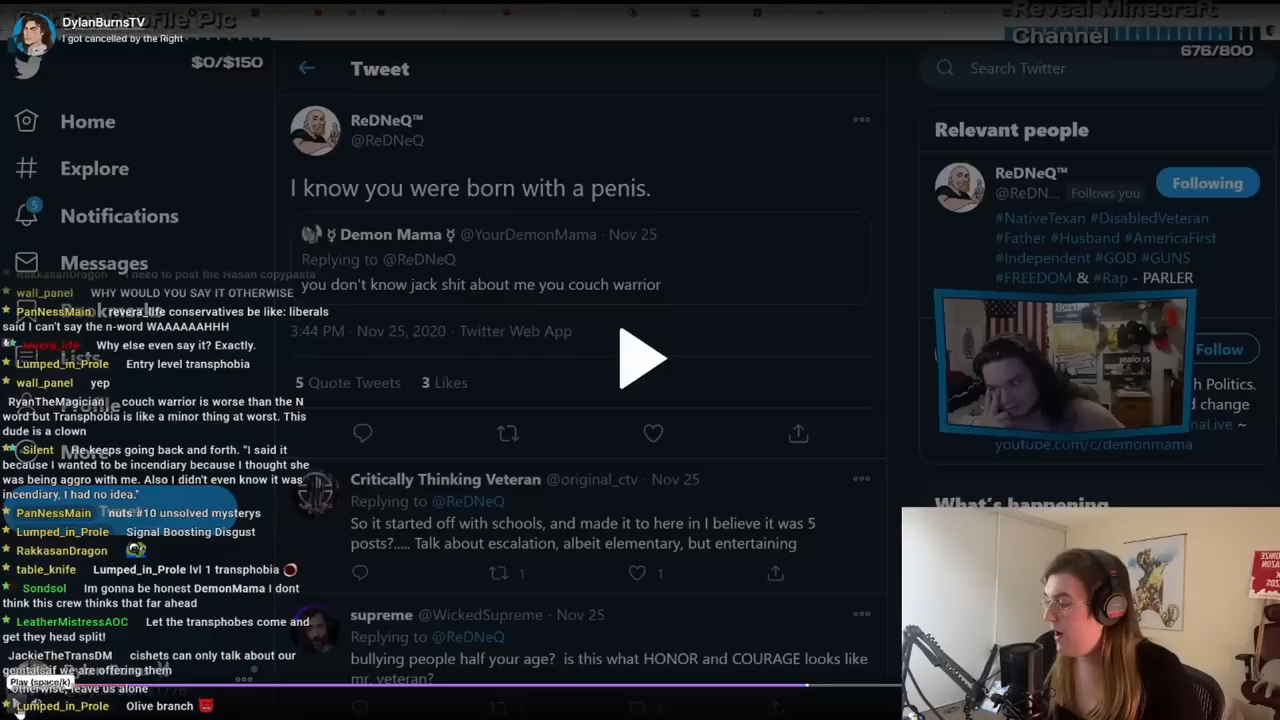 DylanBurnsTV
I got cancelled by the Right
Profile Pic
$0/$150
Reveal Minecraft
Channel
676/800
Tweet
Search Twitter
Home
Explore
5
Notifications
Messages
Lists
Profile
More
ReDNeQ™
@ReDNeQ
I know you were born with a penis.
☿ Demon Mama ☿ @YourDemonMama · Nov 25
Replying to @ReDNeQ
you don't know jack shit about me you couch warrior
3:44 PM · Nov 25, 2020 · Twitter Web App
5 Quote Tweets 3 Likes
Critically Thinking Veteran @original_ctv · Nov 25
Replying to @ReDNeQ
So it started off with schools, and made it to here in I believe it was 5
posts?..... Talk about escalation, albeit elementary, but entertaining
1 1
supreme @WickedSupreme · Nov 25
Replying to @ReDNeQ
bullying people half your age? is this what HONOR and COURAGE looks like
mr. veteran?
Relevant people
ReDNeQ™
@ReDN... Follows you
Following
#NativeTexan #DisabledVeteran
#Father #Husband #AmericaFirst
#Independent #GOD #GUNS
#FREEDOM & #Rap - PARLER
Follow
h Politics.
d change
maLive ~
youtube.com/c/demonmama
What's happening
RakkasanDragon I need to post the Hasan copypasta
wall_panel WHY WOULD YOU SAY IT OTHERWISE
PanNessMain revera_life conservatives be like: liberals
said I can't say the n-word WAAAAAAHHH
revera_life Why else even say it? Exactly.
Lumped_in_Prole Entry level transphobia
wall_panel yep
RyanTheMagician couch warrior is worse than the N
word but Transphobia is like a minor thing at worst. This
dude is a clown
Silent He keeps going back and forth. "I said it
because I wanted to be incendiary because I thought she
was being aggro with me. Also I didn't even know it was
incendiary, I had no idea."
PanNessMain nuts #10 unsolved mysterys
Lumped_in_Prole Signal Boosting Disgust
RakkasanDragon
table_knife Lumped_in_Prole lvl 1 transphobia
Sondsol Im gonna be honest DemonMama I dont
think this crew thinks that far ahead
LeatherMistressAOC Let the transphobes come and
get they head split!
JackieTheTransDM cishets can only talk about our
genitals if we are offering them
otherwise, leave us alone
Play (space/k)
Lumped_in_Prole Olive branch